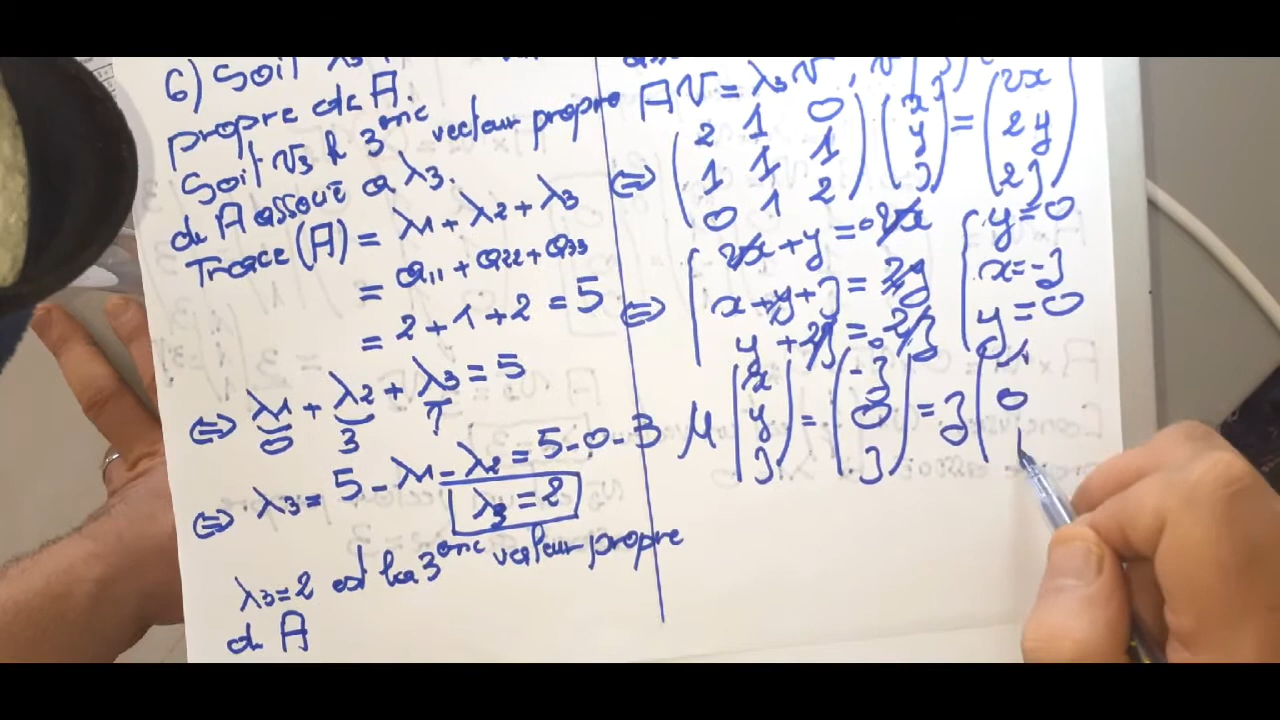 6) Soit λ3
propre de A.
Soit v3 le 3ème vecteur propre
de A associé a λ3.
Trace(A) = λ1 + λ2 + λ3
= a11 + a22 + a33
= 2 + 1 + 2 = 5
⇔ λ1 + λ2 + λ3 = 5
0 3 ?
⇔ λ3 = 5 - λ1 - λ2 = 5 - 0 - 3
λ3 = 2
λ3 = 2 est la 3ème valeur propre
de A
AV = λ3V,
⇔ (2 1 0; 1 1 1; 0 1 2) (x; y; z) = (2x; 2y; 2z)
⇔ { 2x + y = 2x { y = 0
x + y + z = 2y x = -z
y + 2z = 2z y = 0
(x; y; z) = (-z; 0; z) = z (-1; 0;